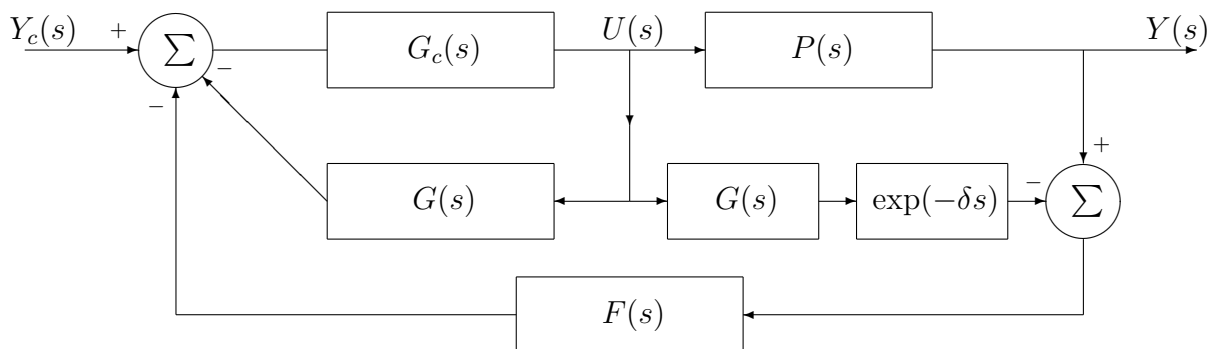 Y_c(s)
+
Σ
−
−
G_c(s)
U(s)
P(s)
Y(s)
G(s)
G(s)
exp(−δs)
−
+
Σ
F(s)